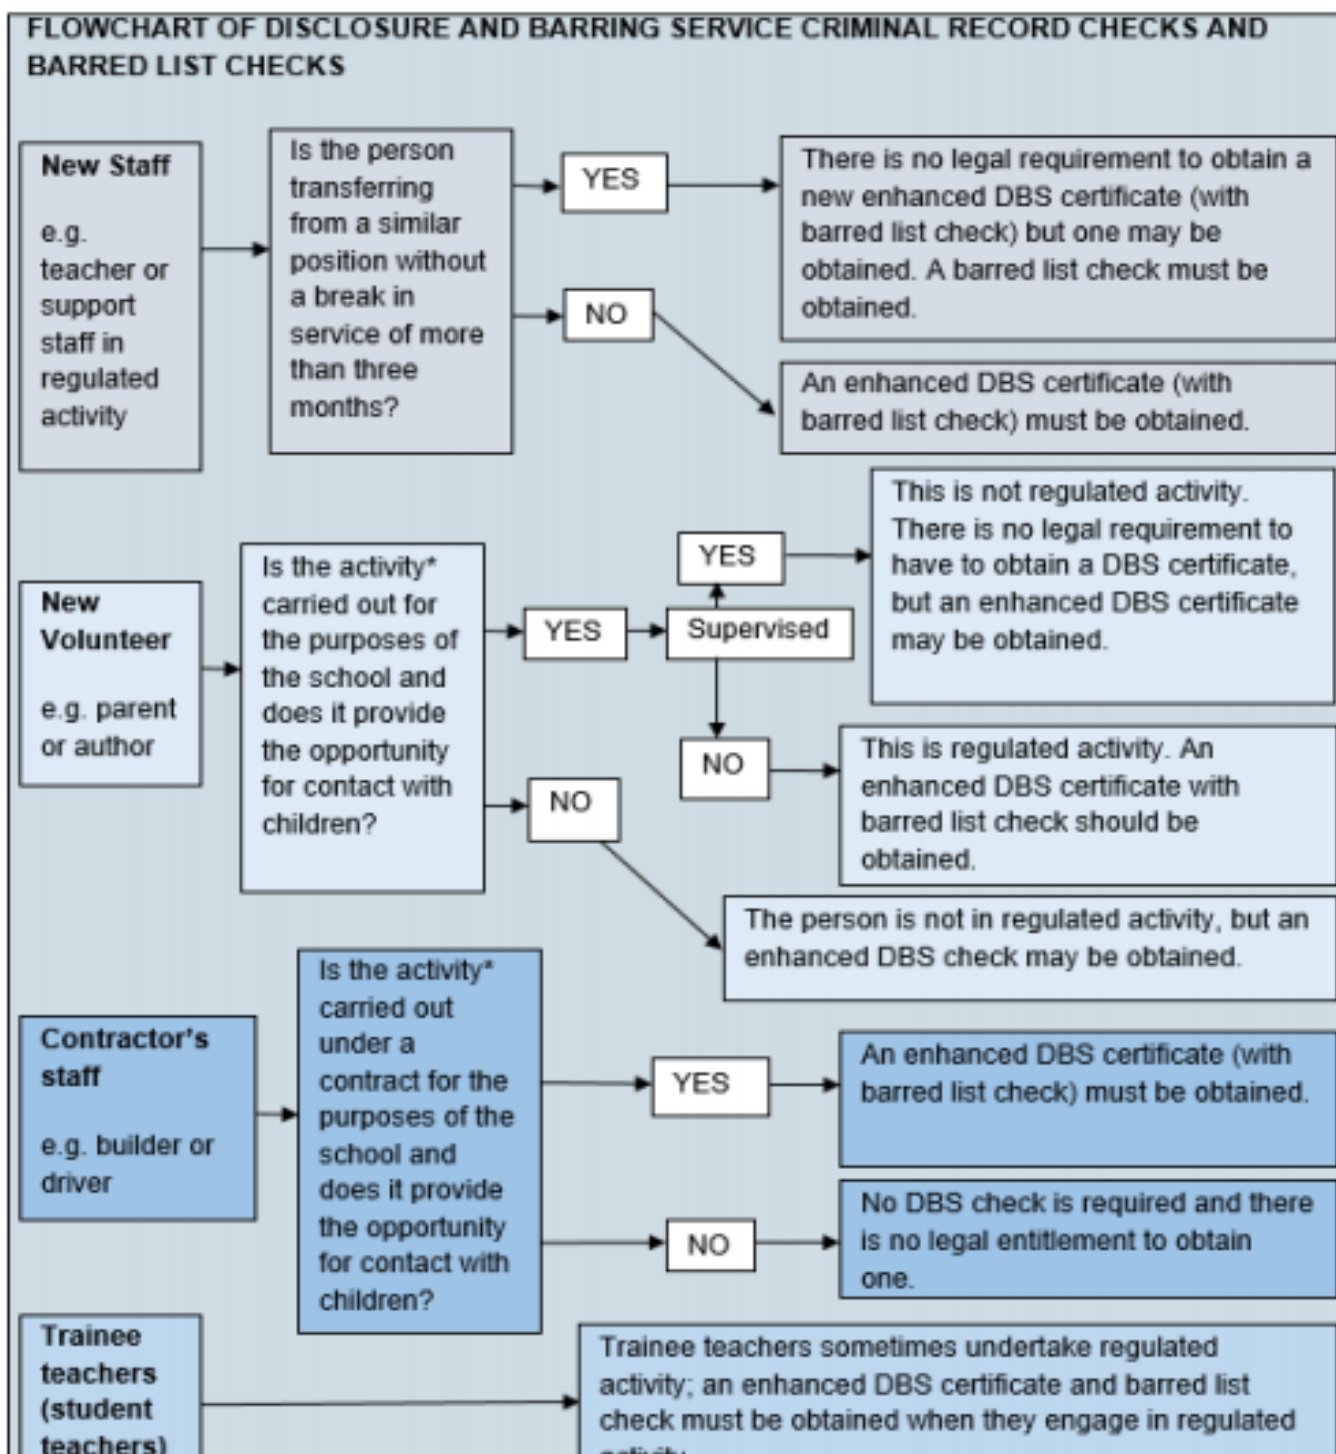 FLOWCHART OF DISCLOSURE AND BARRING SERVICE CRIMINAL RECORD CHECKS AND
BARRED LIST CHECKS
New Staff
e.g.
teacher or
support
staff in
regulated
activity
Is the person
transferring
from a similar
position without
a break in
service of more
than three
months?
YES
There is no legal requirement to obtain a
new enhanced DBS certificate (with
barred list check) but one may be
obtained. A barred list check must be
obtained.
NO
An enhanced DBS certificate (with
barred list check) must be obtained.
New
Volunteer
e.g. parent
or author
Is the activity*
carried out for
the purposes of
the school and
does it provide
the opportunity
for contact with
children?
YES
Supervised
YES
This is not regulated activity.
There is no legal requirement to
have to obtain a DBS certificate,
but an enhanced DBS certificate
may be obtained.
NO
This is regulated activity. An
enhanced DBS certificate with
barred list check should be
obtained.
NO
The person is not in regulated activity, but an
enhanced DBS check may be obtained.
Contractor's
staff
e.g. builder or
driver
Is the activity*
carried out
under a
contract for the
purposes of the
school and
does it provide
the opportunity
for contact with
children?
YES
An enhanced DBS certificate (with
barred list check) must be obtained.
NO
No DBS check is required and there
is no legal entitlement to obtain
one.
Trainee
teachers
(student
teachers)
Trainee teachers sometimes undertake regulated
activity; an enhanced DBS certificate and barred list
check must be obtained when they engage in regulated